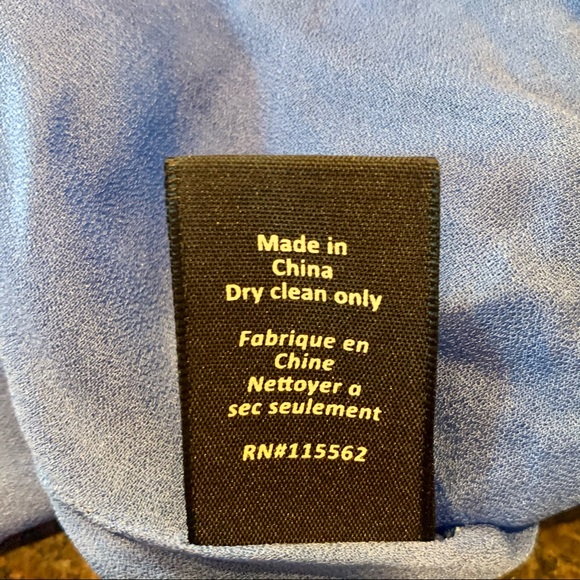 Made in
China
Dry clean only
Fabrique en
Chine
Nettoyer a
sec seulement
RN#115562